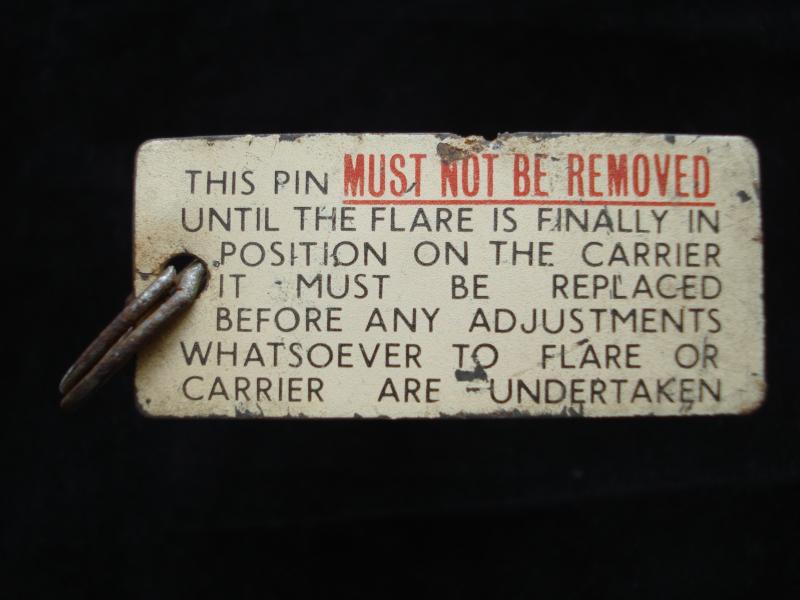 THIS PIN MUST NOT BE REMOVED
UNTIL THE FLARE IS FINALLY IN
POSITION ON THE CARRIER
IT MUST BE REPLACED
BEFORE ANY ADJUSTMENTS
WHATSOEVER TO FLARE OR
CARRIER ARE UNDERTAKEN